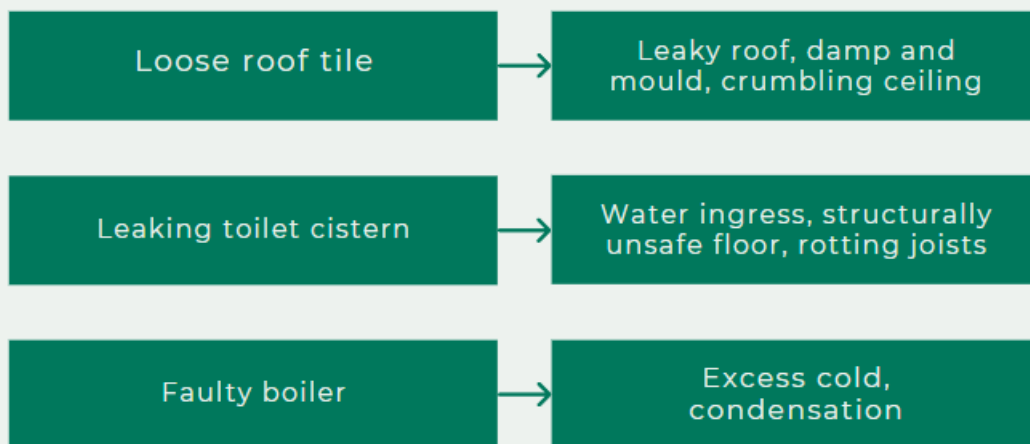 Loose roof tile
Leaky roof, damp and
mould, crumbling ceiling
Leaking toilet cistern
Water ingress, structurally
unsafe floor, rotting joists
Faulty boiler
Excess cold,
condensation